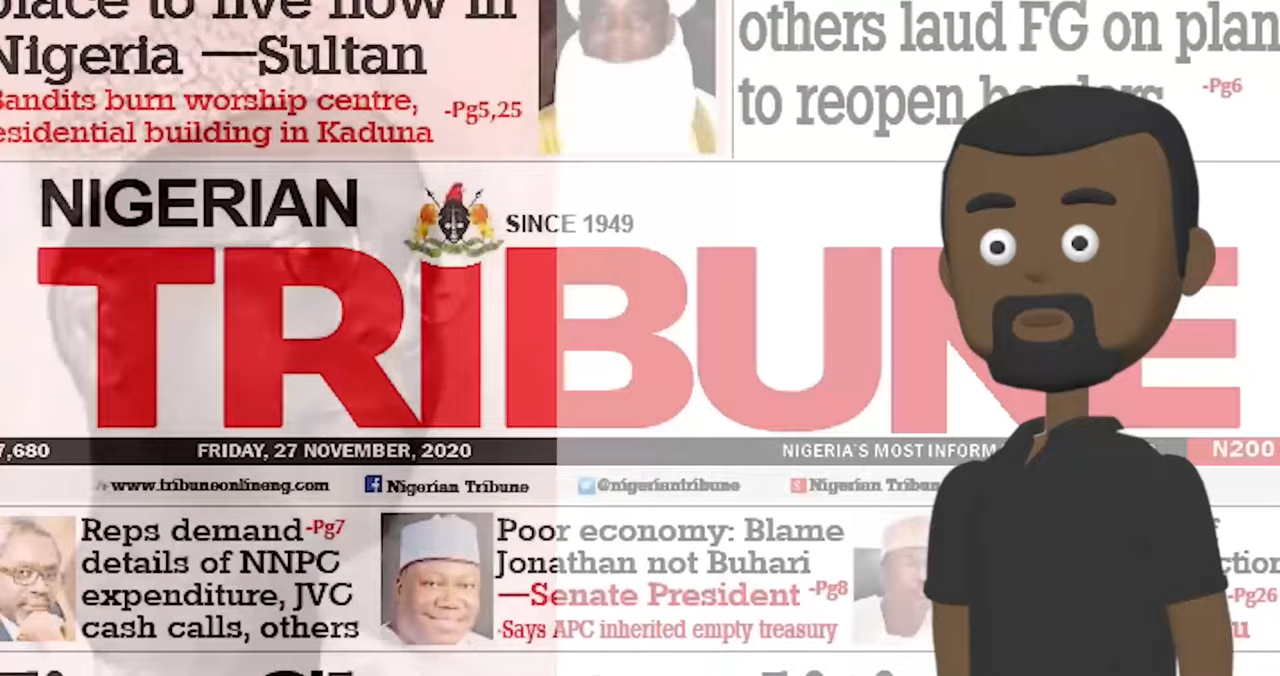 place to live now in
Nigeria —Sultan
Bandits burn worship centre,
residential building in Kaduna
-Pg5,25
others laud FG on plan
to reopen
-Pg6
NIGERIAN
SINCE 1949
TRIBUNE
7,680
FRIDAY, 27 NOVEMBER, 2020
NIGERIA'S MOST INFORM
N200
www.tribuneonlineng.com
Nigerian Tribune
@nigeriantribune
Nigerian Tribun
Reps demand -Pg7
details of NNPC
expenditure, JVC
cash calls, others
Poor economy: Blame
Jonathan not Buhari
—Senate President -Pg8
-Says APC inherited empty treasury
-Pg26